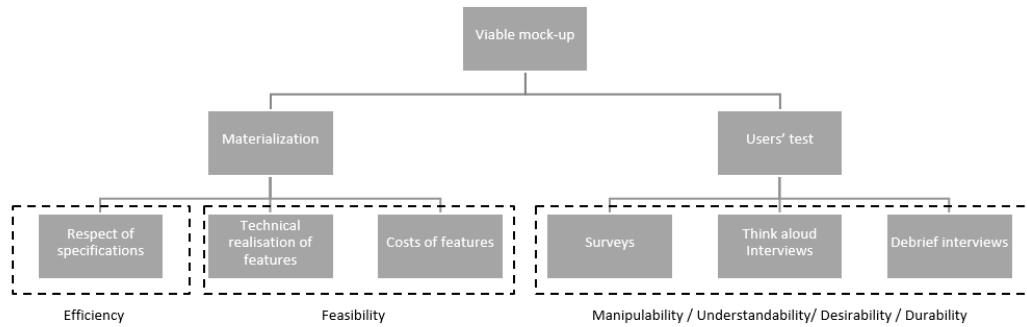 Viable mock-up
Materialization
Users’ test
Respect of
specifications
Technical
realisation of
features
Costs of features
Surveys
Think aloud
Interviews
Debrief interviews
Efficiency
Feasibility
Manipulability / Understandability/ Desirability / Durability